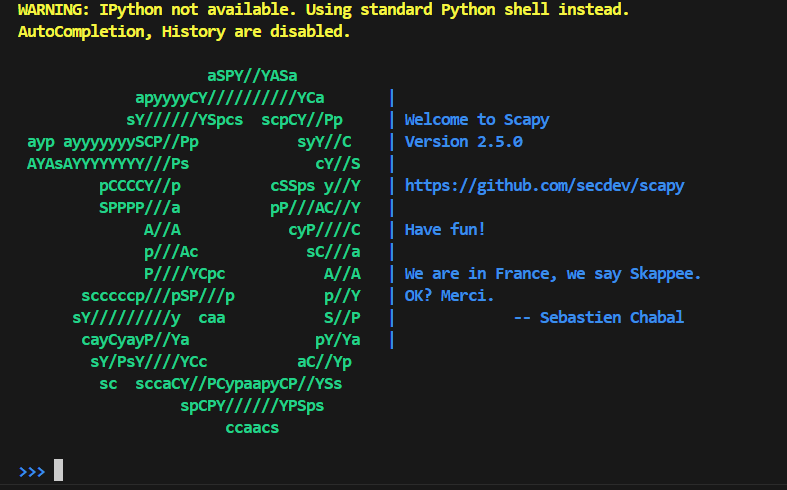 WARNING: IPython not available. Using standard Python shell instead.
AutoCompletion, History are disabled.

                     aSPY//YASa
             apyyyyCY//////////YCa       |
            sY//////YSpcs  scpCY//Pp     | Welcome to Scapy
 ayp ayyyyyyySCP//Pp           syY//C    | Version 2.5.0
 AYAsAYYYYYYYY///Ps              cY//S   |
         pCCCCY//p          cSSps y//Y   | https://github.com/secdev/scapy
         SPPPP///a          pP///AC//Y   |
              A//A            cyP////C   | Have fun!
              p///Ac            sC///a   |
              P////YCpc           A//A   | We are in France, we say Skappee.
       scccccp///pSP///p          p//Y   | OK? Merci.
      sY/////////y  caa           S//P   |             -- Sebastien Chabal
       cayCyayP//Ya              pY/Ya   |
        sY/PsY////YCc          aC//Yp
         sc  sccaCY//PCypaapyCP//YSs
                  spCPY//////YPSps
                       ccaacs

>>>